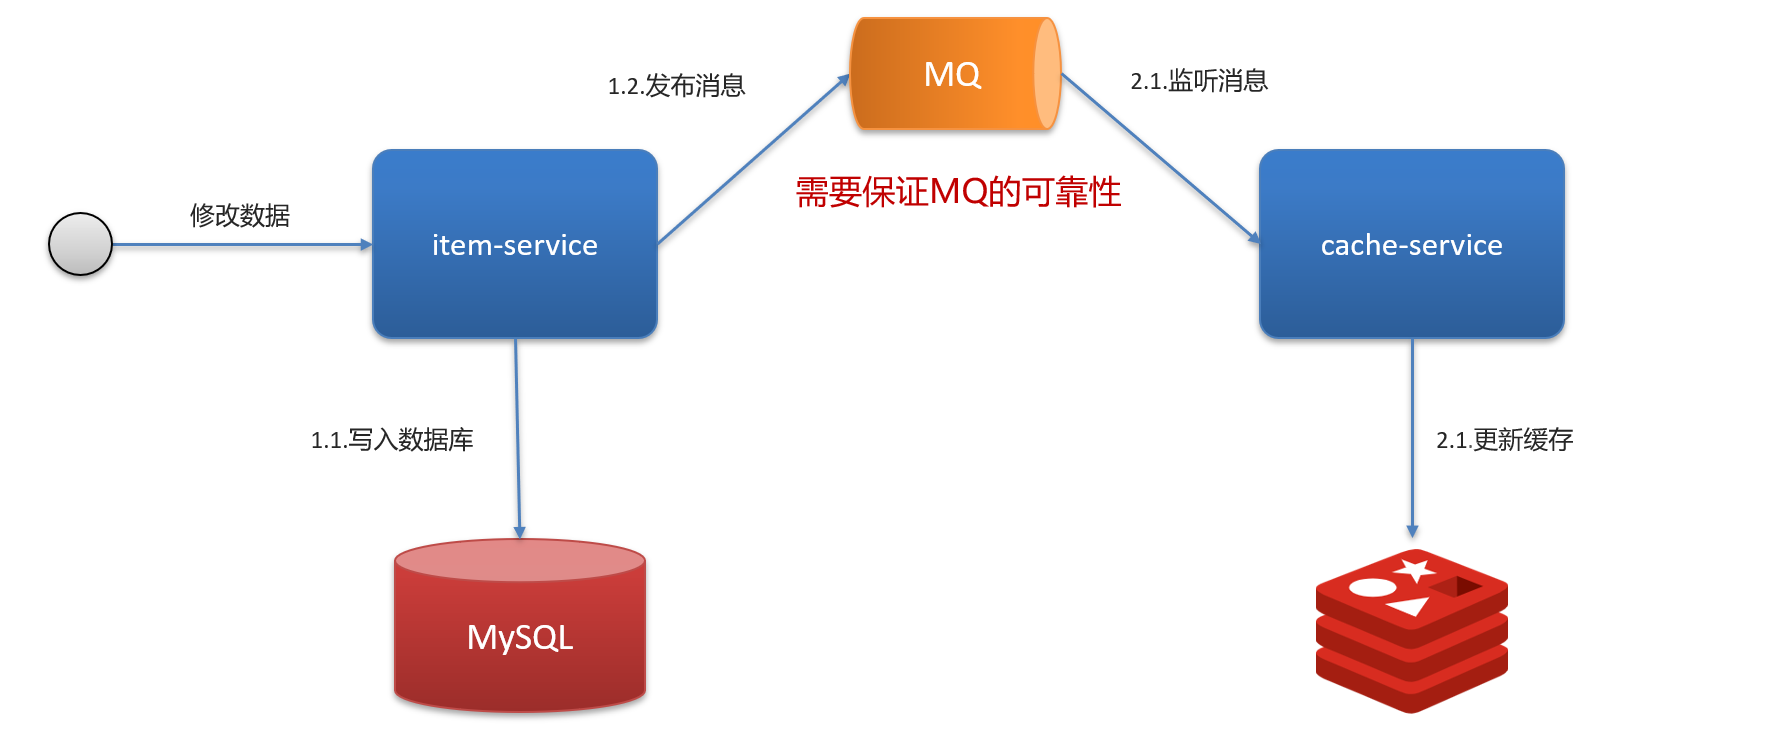 MQ
1.2.发布消息
2.1.监听消息
需要保证MQ的可靠性
修改数据
item-service
cache-service
1.1.写入数据库
2.1.更新缓存
MySQL